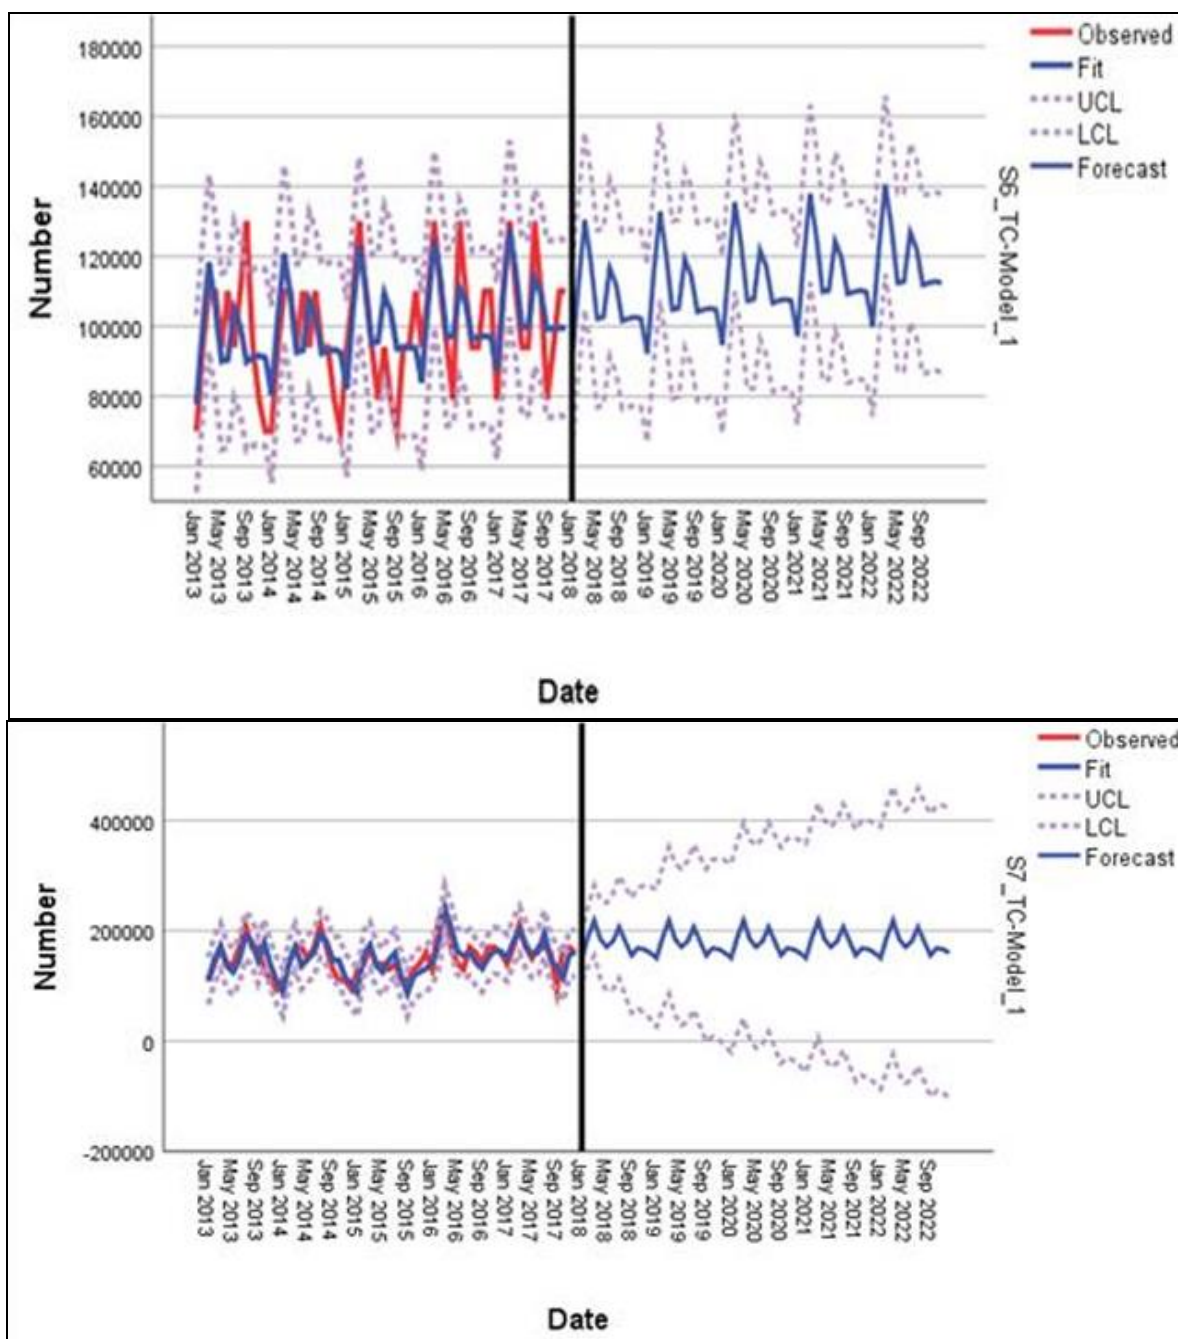 180000
160000
140000
120000
100000
80000
60000
Number
Observed
Fit
UCL
LCL
Forecast
S6_TC-Model_1
Jan 2013
May 2013
Sep 2013
Jan 2014
May 2014
Sep 2014
Jan 2015
May 2015
Sep 2015
Jan 2016
May 2016
Sep 2016
Jan 2017
May 2017
Sep 2017
Jan 2018
May 2018
Sep 2018
Jan 2019
May 2019
Sep 2019
Jan 2020
May 2020
Sep 2020
Jan 2021
May 2021
Sep 2021
Jan 2022
May 2022
Sep 2022
Date
400000
200000
0
-200000
Number
Observed
Fit
UCL
LCL
Forecast
S7_TC-Model_1
Jan 2013
May 2013
Sep 2013
Jan 2014
May 2014
Sep 2014
Jan 2015
May 2015
Sep 2015
Jan 2016
May 2016
Sep 2016
Jan 2017
May 2017
Sep 2017
Jan 2018
May 2018
Sep 2018
Jan 2019
May 2019
Sep 2019
Jan 2020
May 2020
Sep 2020
Jan 2021
May 2021
Sep 2021
Jan 2022
May 2022
Sep 2022
Date